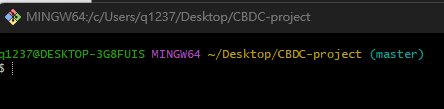 MINGW64:/c/Users/q1237/Desktop/CBDC-project
q1237@DESKTOP-3G8FUIS MINGW64 ~/Desktop/CBDC-project (master)
$